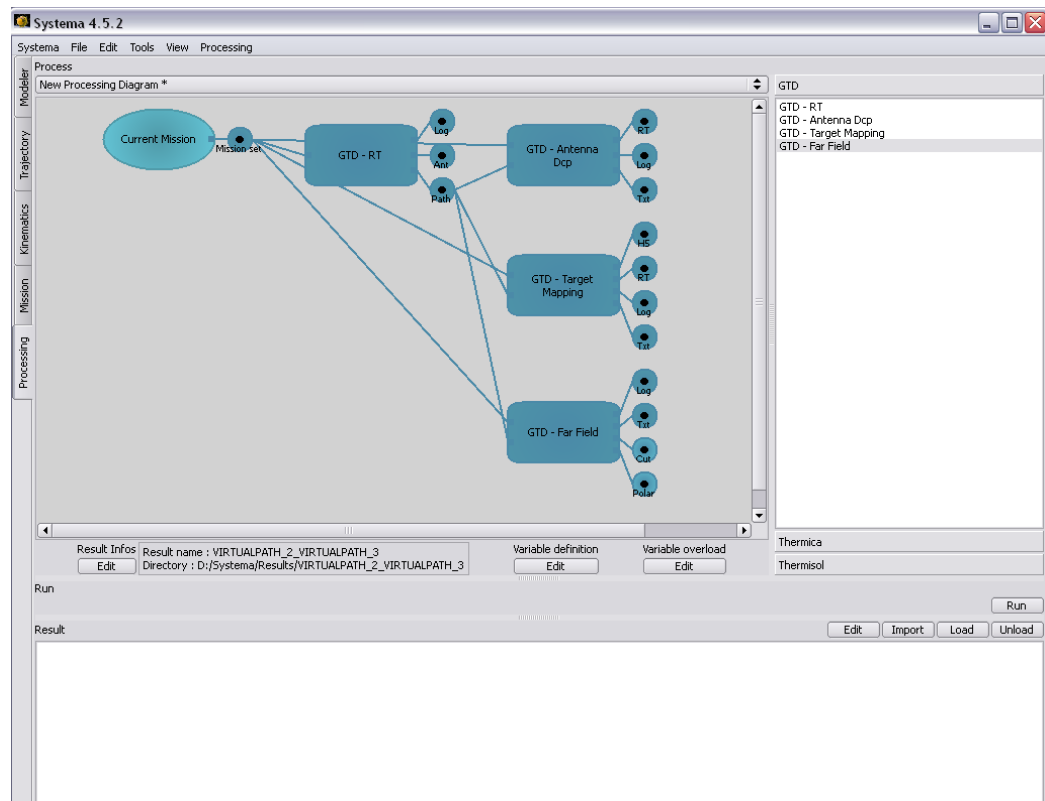 Systema 4.5.2
Systema File Edit Tools View Processing
Modeler
Trajectory
Kinematics
Mission
Processing
Process
New Processing Diagram *
Current Mission
Mission set
GTD - RT
Log
Ant
Path
GTD - Antenna
Dcp
RT
Log
Txt
GTD - Target
Mapping
H5
RT
Log
Txt
GTD - Far Field
Log
Txt
Cut
Polar
GTD
GTD - RT
GTD - Antenna Dcp
GTD - Target Mapping
GTD - Far Field
Thermica
Thermisol
Result Infos
Edit
Result name : VIRTUALPATH_2_VIRTUALPATH_3
Directory : D:/Systema/Results/VIRTUALPATH_2_VIRTUALPATH_3
Variable definition
Edit
Variable overload
Edit
Run
Run
Result
Edit Import Load Unload